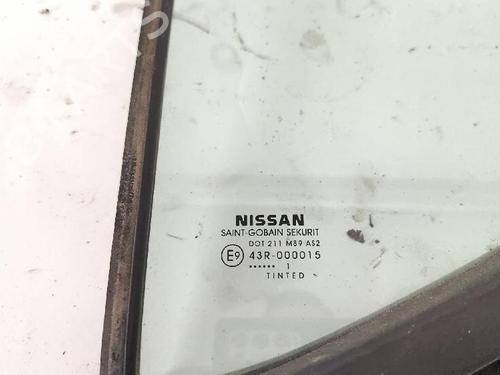 NISSAN
SAINT-GOBAIN SEKURIT
DOT 211 M89 AS2
E9 43R-000015
•••••• 1
TINTED